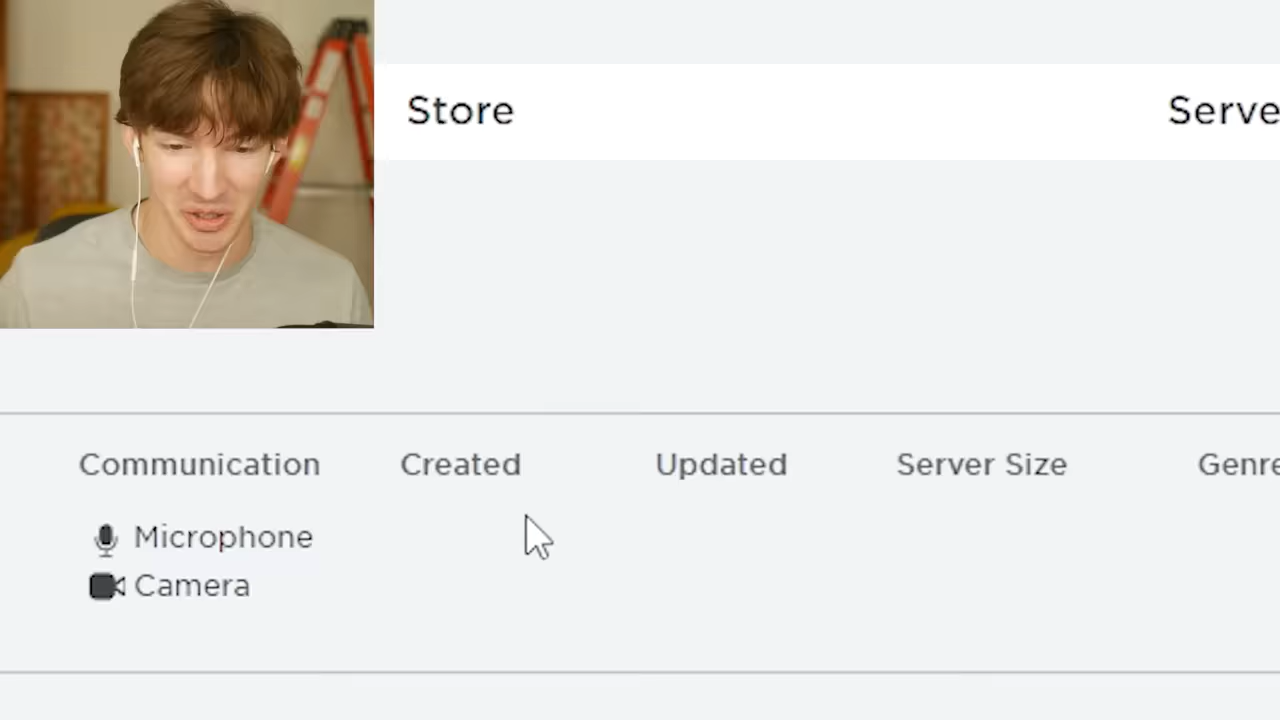 Store Serve
Communication Created Updated Server Size Genre
Microphone
Camera